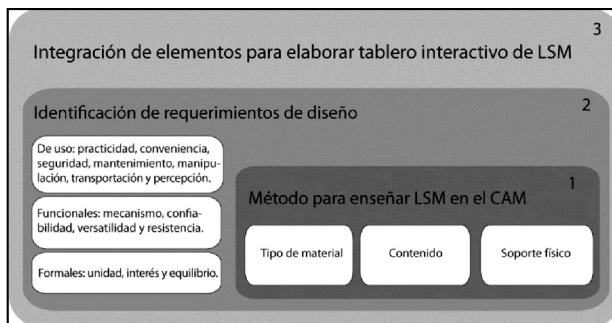 3
Integración de elementos para elaborar tablero interactivo de LSM
2
Identificación de requerimientos de diseño
De uso: practicidad, conveniencia,
seguridad, mantenimiento, manipu-
lación, transportación y percepción.
Funcionales: mecanismo, confia-
bilidad, versatilidad y resistencia.
Formales: unidad, interés y equilibrio.
1
Método para enseñar LSM en el CAM
Tipo de material
Contenido
Soporte físico